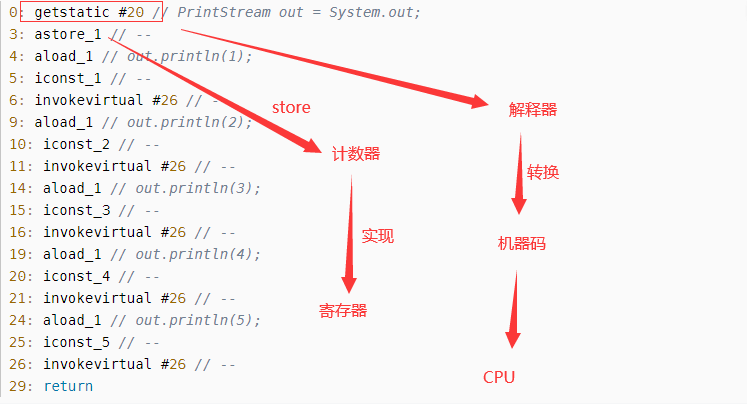 0: getstatic #20 // PrintStream out = System.out;
3: astore_1 // --
4: aload_1 // out.println(1);
5: iconst_1 // --
6: invokevirtual #26 // -
9: aload_1 // out.println(2);
10: iconst_2 // --
11: invokevirtual #26 // --
14: aload_1 // out.println(3);
15: iconst_3 // --
16: invokevirtual #26 // --
19: aload_1 // out.println(4);
20: iconst_4 // --
21: invokevirtual #26 // --
24: aload_1 // out.println(5);
25: iconst_5 // --
26: invokevirtual #26 // --
29: return
store
计数器
实现
寄存器
解释器
转换
机器码
CPU